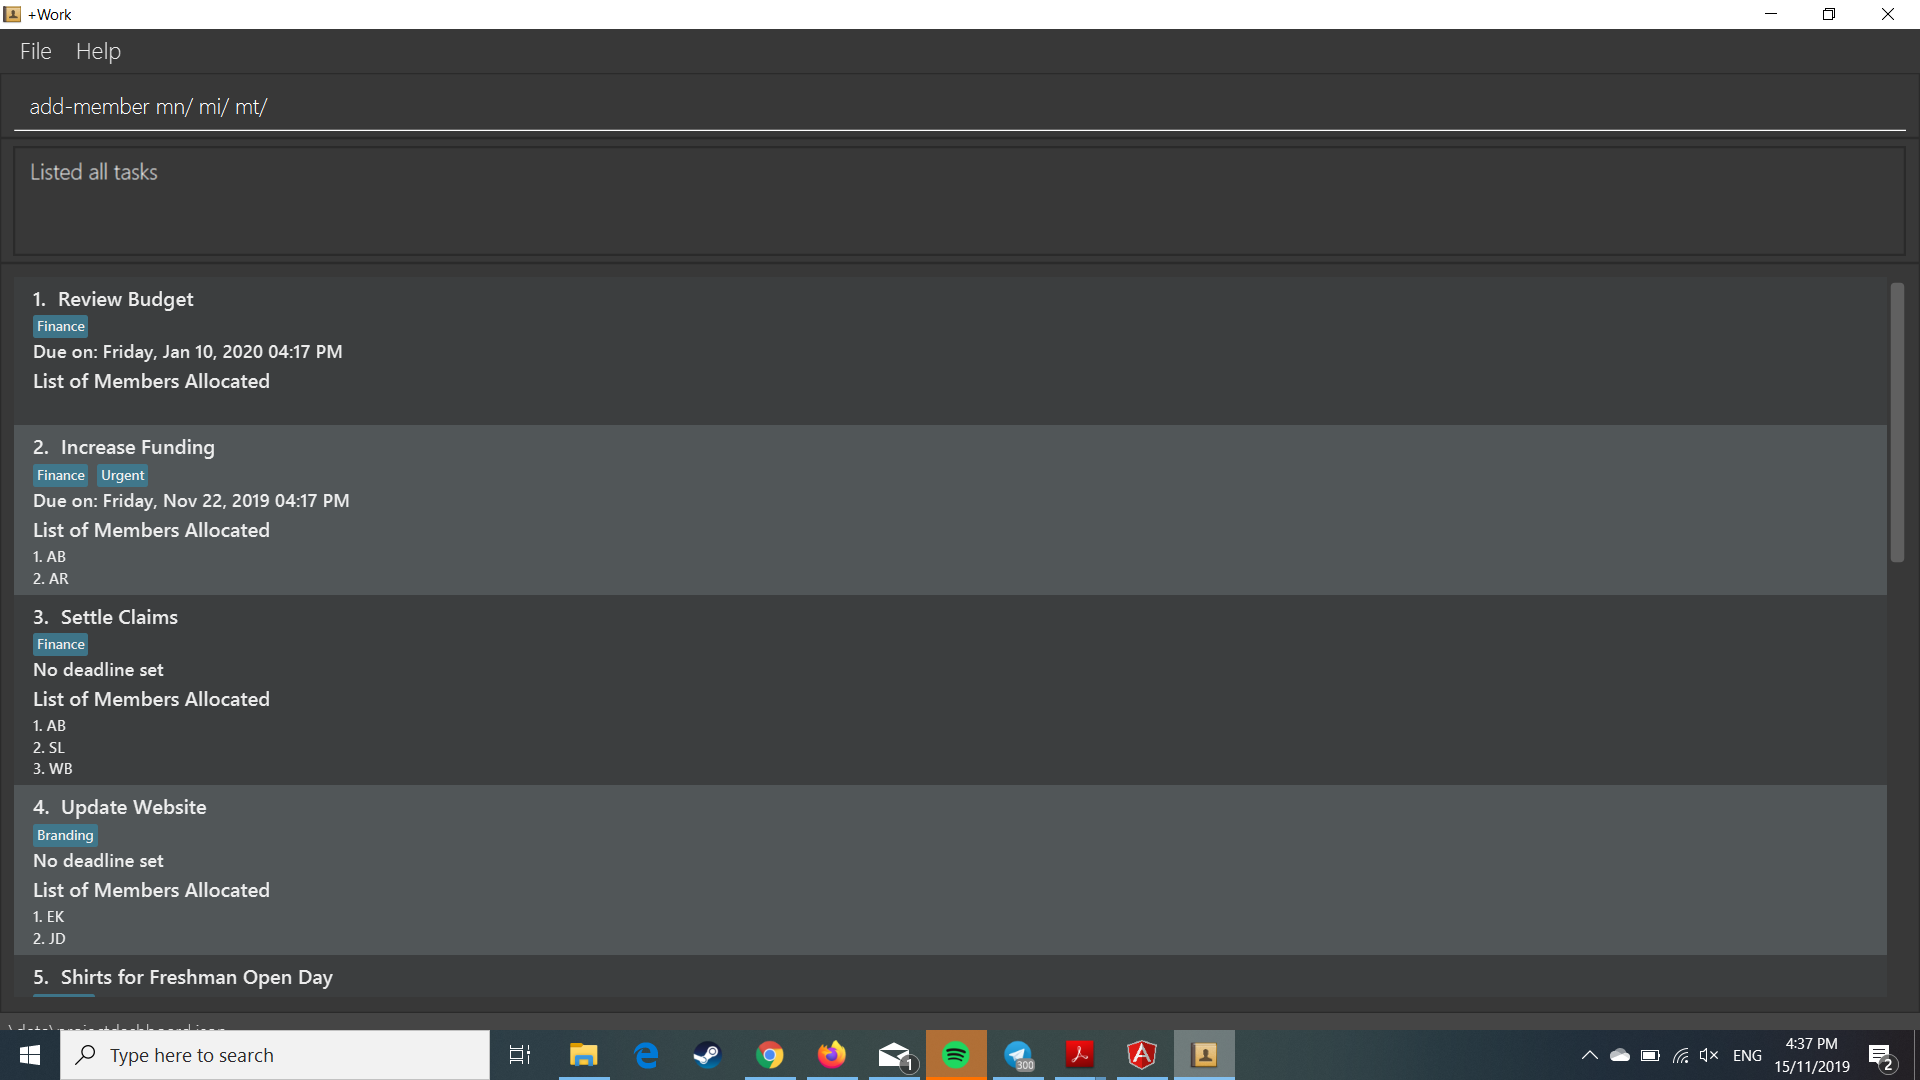 +Work
File Help
add-member mn/ mi/ mt/
Listed all tasks
1. Review Budget
Finance
Due on: Friday, Jan 10, 2020 04:17 PM
List of Members Allocated
2. Increase Funding
Finance Urgent
Due on: Friday, Nov 22, 2019 04:17 PM
List of Members Allocated
1. AB
2. AR
3. Settle Claims
Finance
No deadline set
List of Members Allocated
1. AB
2. SL
3. WB
4. Update Website
Branding
No deadline set
List of Members Allocated
1. EK
2. JD
5. Shirts for Freshman Open Day
Type here to search
1
300
ENG
4:37 PM
15/11/2019
2